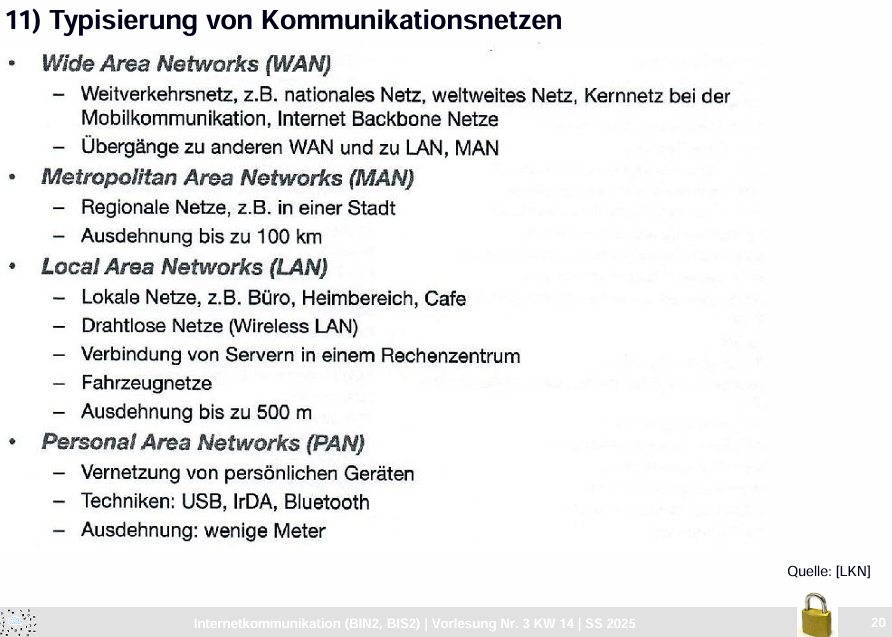 11) Typisierung von Kommunikationsnetzen
• Wide Area Networks (WAN)
– Weitverkehrsnetz, z.B. nationales Netz, weltweites Netz, Kernnetz bei der
Mobilkommunikation, Internet Backbone Netze
– Übergänge zu anderen WAN und zu LAN, MAN
• Metropolitan Area Networks (MAN)
– Regionale Netze, z.B. in einer Stadt
– Ausdehnung bis zu 100 km
• Local Area Networks (LAN)
– Lokale Netze, z.B. Büro, Heimbereich, Cafe
– Drahtlose Netze (Wireless LAN)
– Verbindung von Servern in einem Rechenzentrum
– Fahrzeugnetze
– Ausdehnung bis zu 500 m
• Personal Area Networks (PAN)
– Vernetzung von persönlichen Geräten
– Techniken: USB, IrDA, Bluetooth
– Ausdehnung: wenige Meter
Quelle: [LKN]
Internetkommunikation (BIN2, BIS2) | Vorlesung Nr. 3 KW 14 | SS 2025
20